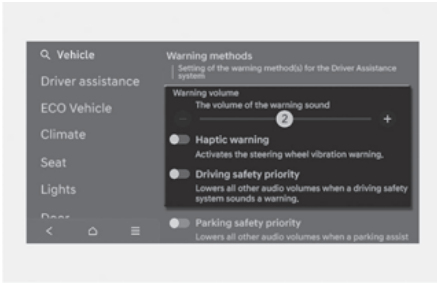 Vehicle
Driver assistance
ECO Vehicle
Climate
Seat
Lights
Door
Warning methods
Setting of the warning method(s) for the Driver Assistance
system
Warning volume
The volume of the warning sound
- 2 +
Haptic warning
Activates the steering wheel vibration warning.
Driving safety priority
Lowers all other audio volumes when a driving safety
system sounds a warning.
Parking safety priority
Lowers all other audio volumes when a parking assist